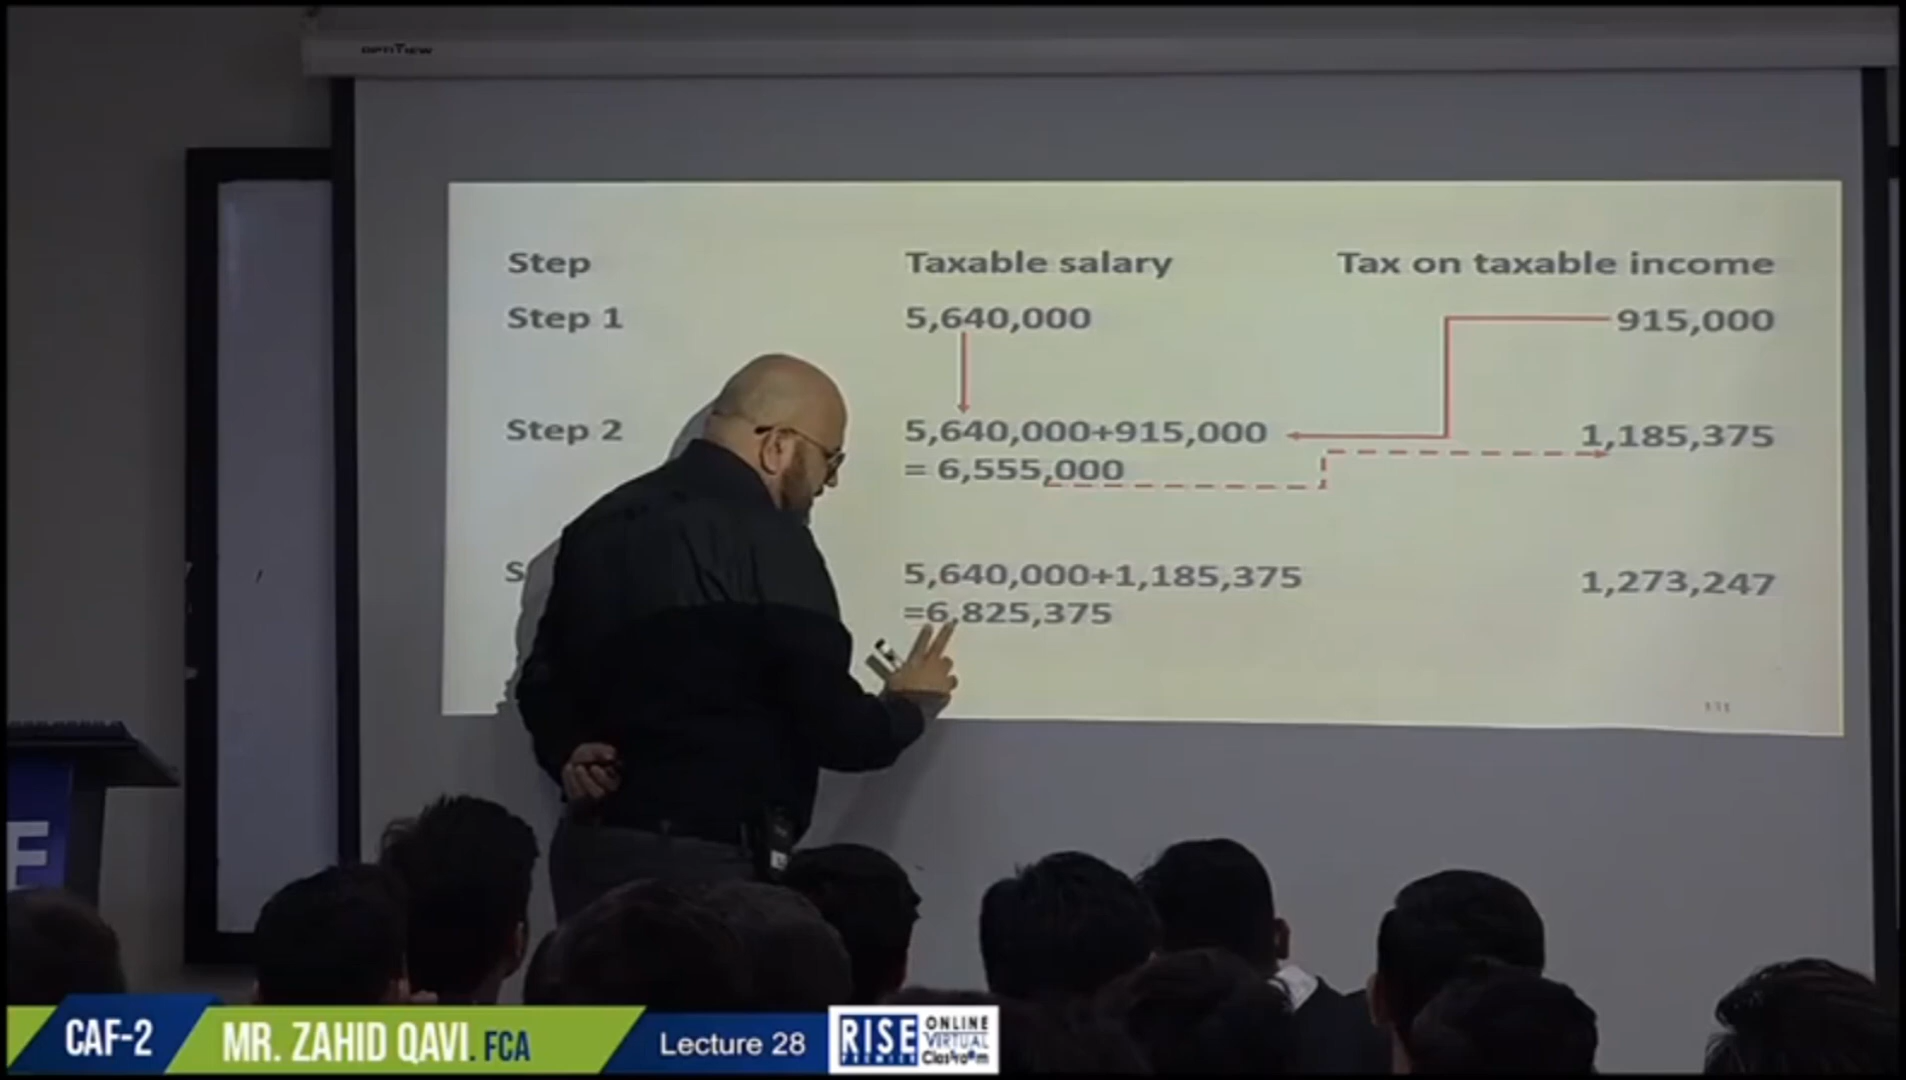 OPTIVIEW
Step Taxable salary Tax on taxable income
Step 1 5,640,000 915,000
Step 2 5,640,000+915,000 1,185,375
= 6,555,000
S 5,640,000+1,185,375 1,273,247
=6,825,375
F
CAF-2 MR. ZAHID QAVI. FCA Lecture 28 RISE PREMIER ONLINE VIRTUAL Classroom